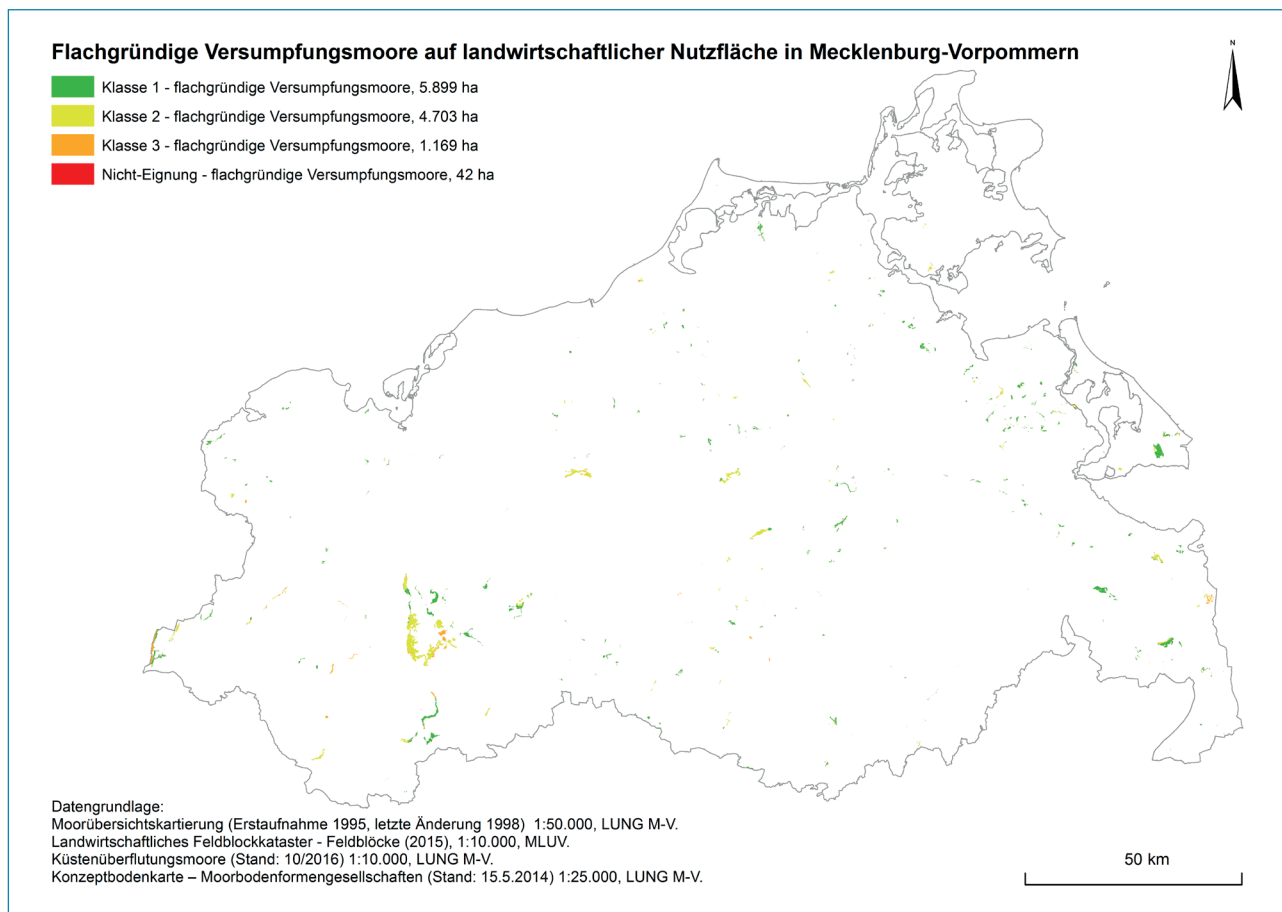 Flachgründige Versumpfungsmoore auf landwirtschaftlicher Nutzfläche in Mecklenburg-Vorpommern
Klasse 1 - flachgründige Versumpfungsmoore, 5.899 ha
Klasse 2 - flachgründige Versumpfungsmoore, 4.703 ha
Klasse 3 - flachgründige Versumpfungsmoore, 1.169 ha
Nicht-Eignung - flachgründige Versumpfungsmoore, 42 ha
N
Datengrundlage:
Moorübersichtskartierung (Erstaufnahme 1995, letzte Änderung 1998) 1:50.000, LUNG M-V.
Landwirtschaftliches Feldblockkataster - Feldblöcke (2015), 1:10.000, MLUV.
Küstenüberflutungsmoore (Stand: 10/2016) 1:10.000, LUNG M-V.
Konzeptbodenkarte – Moorbodenformengesellschaften (Stand: 15.5.2014) 1:25.000, LUNG M-V.
50 km